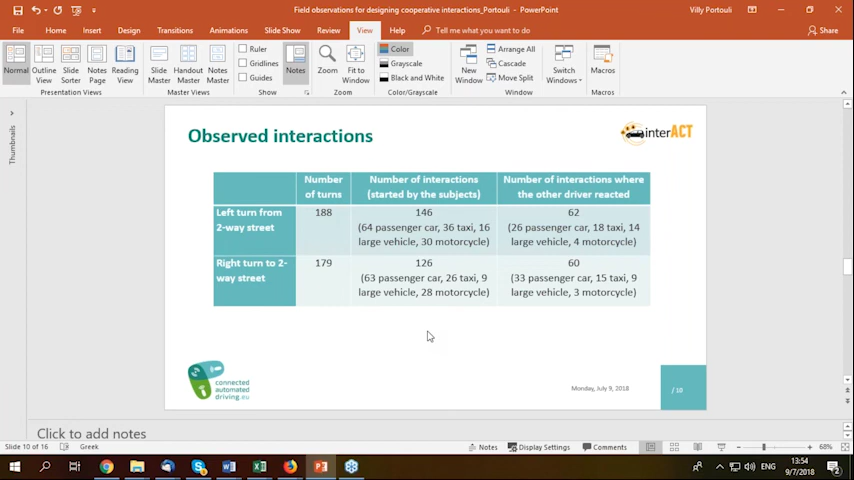 Field observations for designing cooperative interactions_Portouli - PowerPoint
Villy Portouli
File Home Insert Design Transitions Animations Slide Show Review View Help Tell me what you want to do Share
Normal
Outline View
Slide Sorter
Notes Page
Reading View
Presentation Views
Slide Master
Handout Master
Notes Master
Master Views
Ruler
Gridlines
Guides
Show
Notes
Zoom
Fit to Window
Zoom
Color
Grayscale
Black and White
Color/Grayscale
New Window
Arrange All
Cascade
Move Split
Window
Switch Windows
Macros
Macros
Thumbnails
Observed interactions
interACT
Number of turns
Number of interactions (started by the subjects)
Number of interactions where the other driver reacted
Left turn from 2-way street
188
146
(64 passenger car, 36 taxi, 16 large vehicle, 30 motorcycle)
62
(26 passenger car, 18 taxi, 14 large vehicle, 4 motorcycle)
Right turn to 2-way street
179
126
(63 passenger car, 26 taxi, 9 large vehicle, 28 motorcycle)
60
(33 passenger car, 15 taxi, 9 large vehicle, 3 motorcycle)
connected
automated
driving.eu
Monday, July 9, 2018
/ 10
Click to add notes
Slide 10 of 16 Greek Notes Display Settings Comments 68%
ENG
13:54
9/7/2018
2